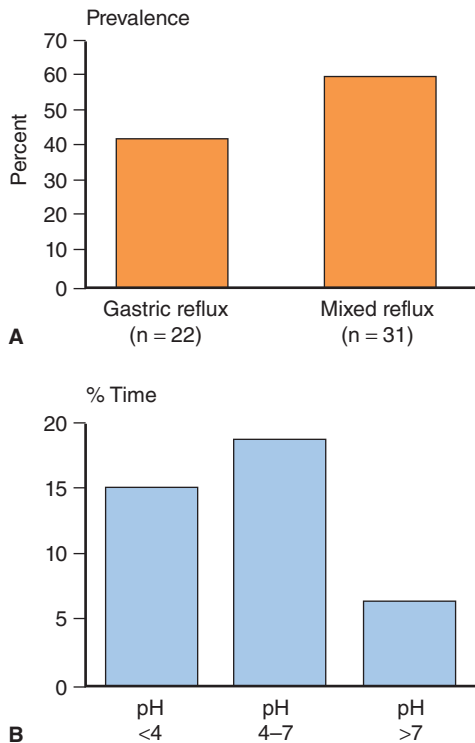 Prevalence
Percent
70
60
50
40
30
20
10
0
Gastric reflux
(n = 22)
Mixed reflux
(n = 31)
A
% Time
20
15
10
5
0
pH
<4
pH
4–7
pH
>7
B